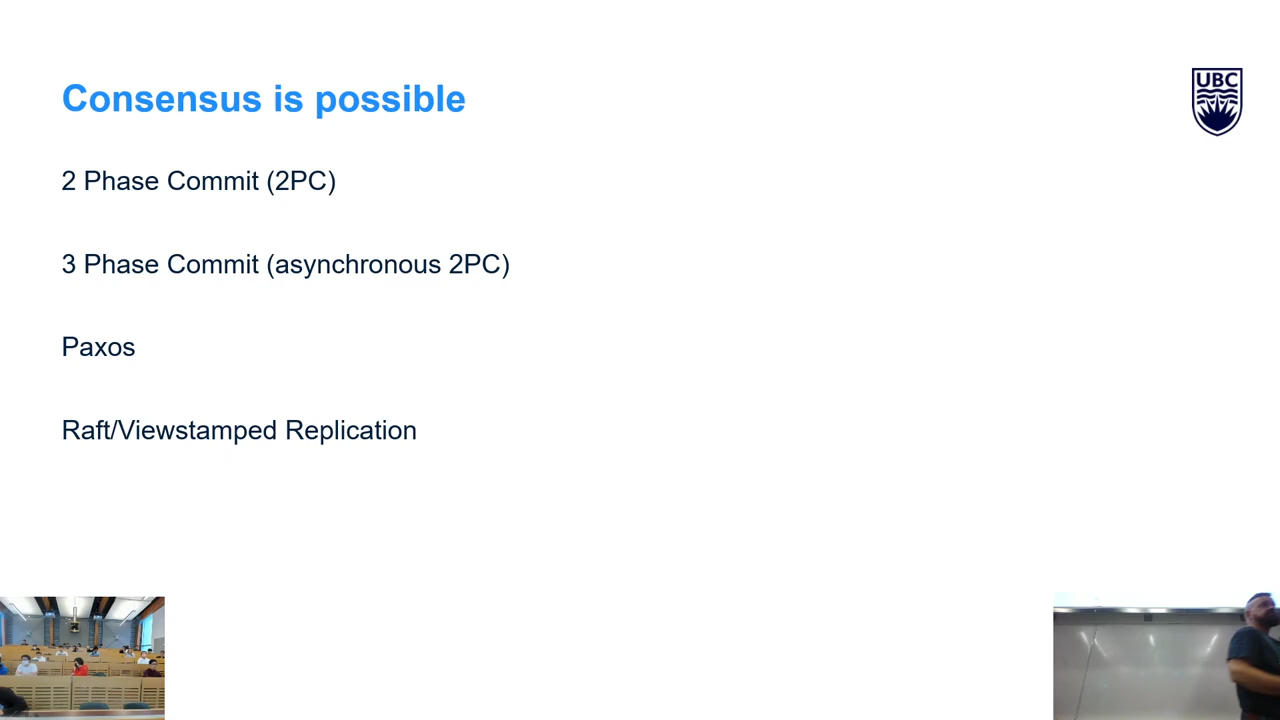 Consensus is possible
UBC
2 Phase Commit (2PC)
3 Phase Commit (asynchronous 2PC)
Paxos
Raft/Viewstamped Replication